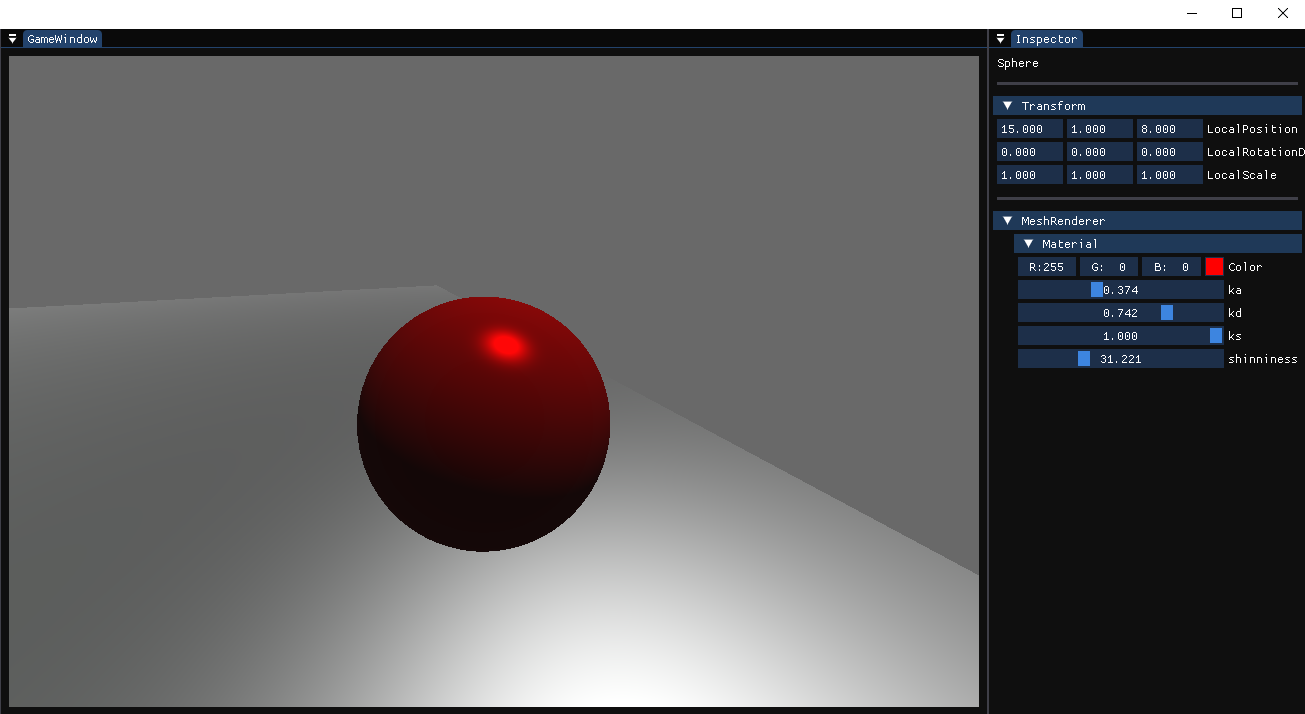 GameWindow
Inspector
Sphere
Transform
15.000 1.000 8.000 LocalPosition
0.000 0.000 0.000 LocalRotationD
1.000 1.000 1.000 LocalScale
MeshRenderer
Material
R:255 G: 0 B: 0 Color
0.374 ka
0.742 kd
1.000 ks
31.221 shinniness